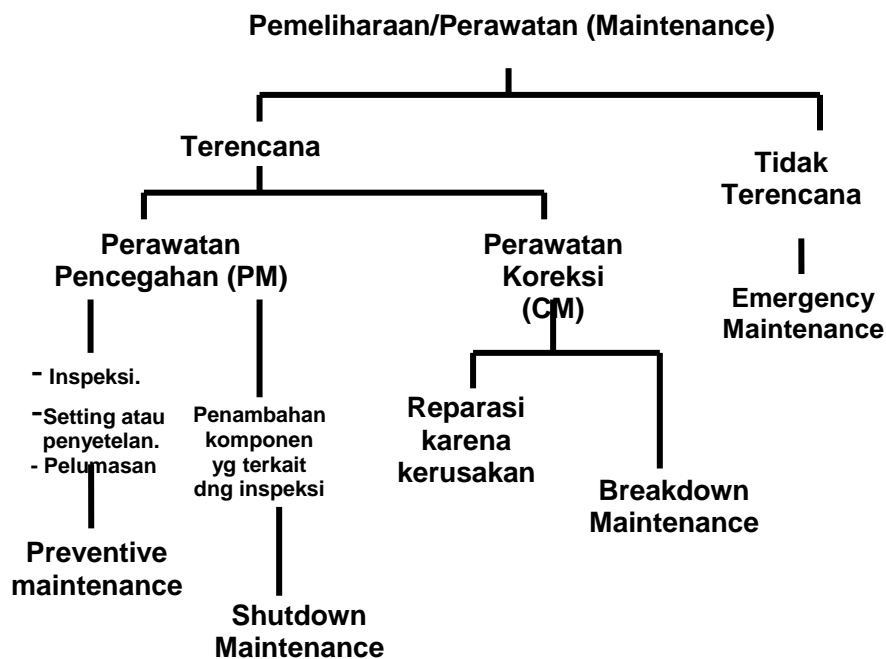 Pemeliharaan/Perawatan (Maintenance)
Terencana
Tidak
Terencana
Perawatan
Pencegahan (PM)
Perawatan
Koreksi
(CM)
Emergency
Maintenance
- Inspeksi.
-Setting atau
penyetelan.
- Pelumasan
Penambahan
komponen
yg terkait
dng inspeksi
Reparasi
karena
kerusakan
Breakdown
Maintenance
Preventive
maintenance
Shutdown
Maintenance